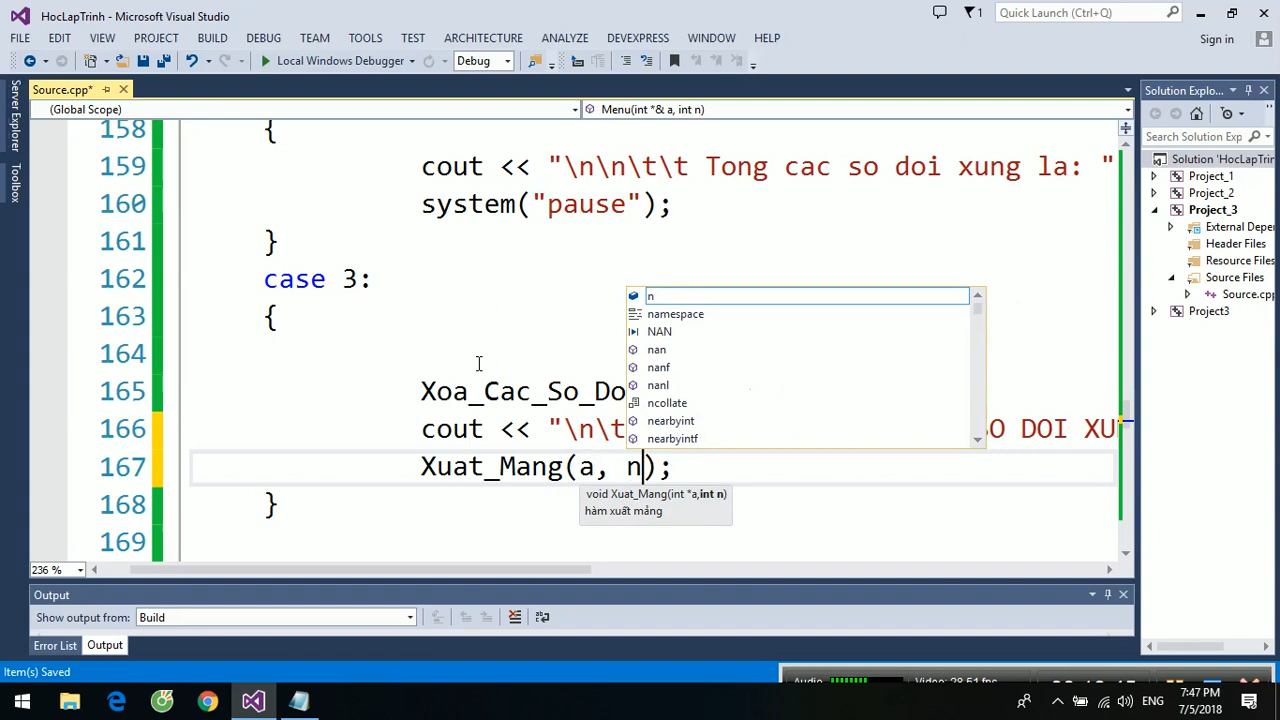 HocLapTrinh - Microsoft Visual Studio
1
Quick Launch (Ctrl+Q)
FILE EDIT VIEW PROJECT BUILD DEBUG TEAM TOOLS TEST ARCHITECTURE ANALYZE DEVEXPRESS WINDOW HELP
Sign in
Local Windows Debugger Debug
Server Explorer
Toolbox
Source.cpp*
(Global Scope) Menu(int *& a, int n)
158 {
159 cout << "\n\n\t\t Tong cac so doi xung la: "
160 system("pause");
161 }
162 case 3:
163 {
164
165 Xoa_Cac_So_Do
166 cout << "\n\t SO DOI XU
167 Xuat_Mang(a, n);
168 }
169
n
namespace
NAN
nan
nanf
nanl
ncollate
nearbyint
nearbyintf
void Xuat_Mang(int *a,int n)
hàm xuất mảng
236 %
Solution Explo...
Search Solution Exp
Solution 'HocLapTrin
Project_1
Project_2
Project_3
External Depe
Header Files
Resource Files
Source Files
Source.cp
Project3
Output
Show output from: Build
Error List Output
Item(s) Saved
ENG
7:47 PM
7/5/2018